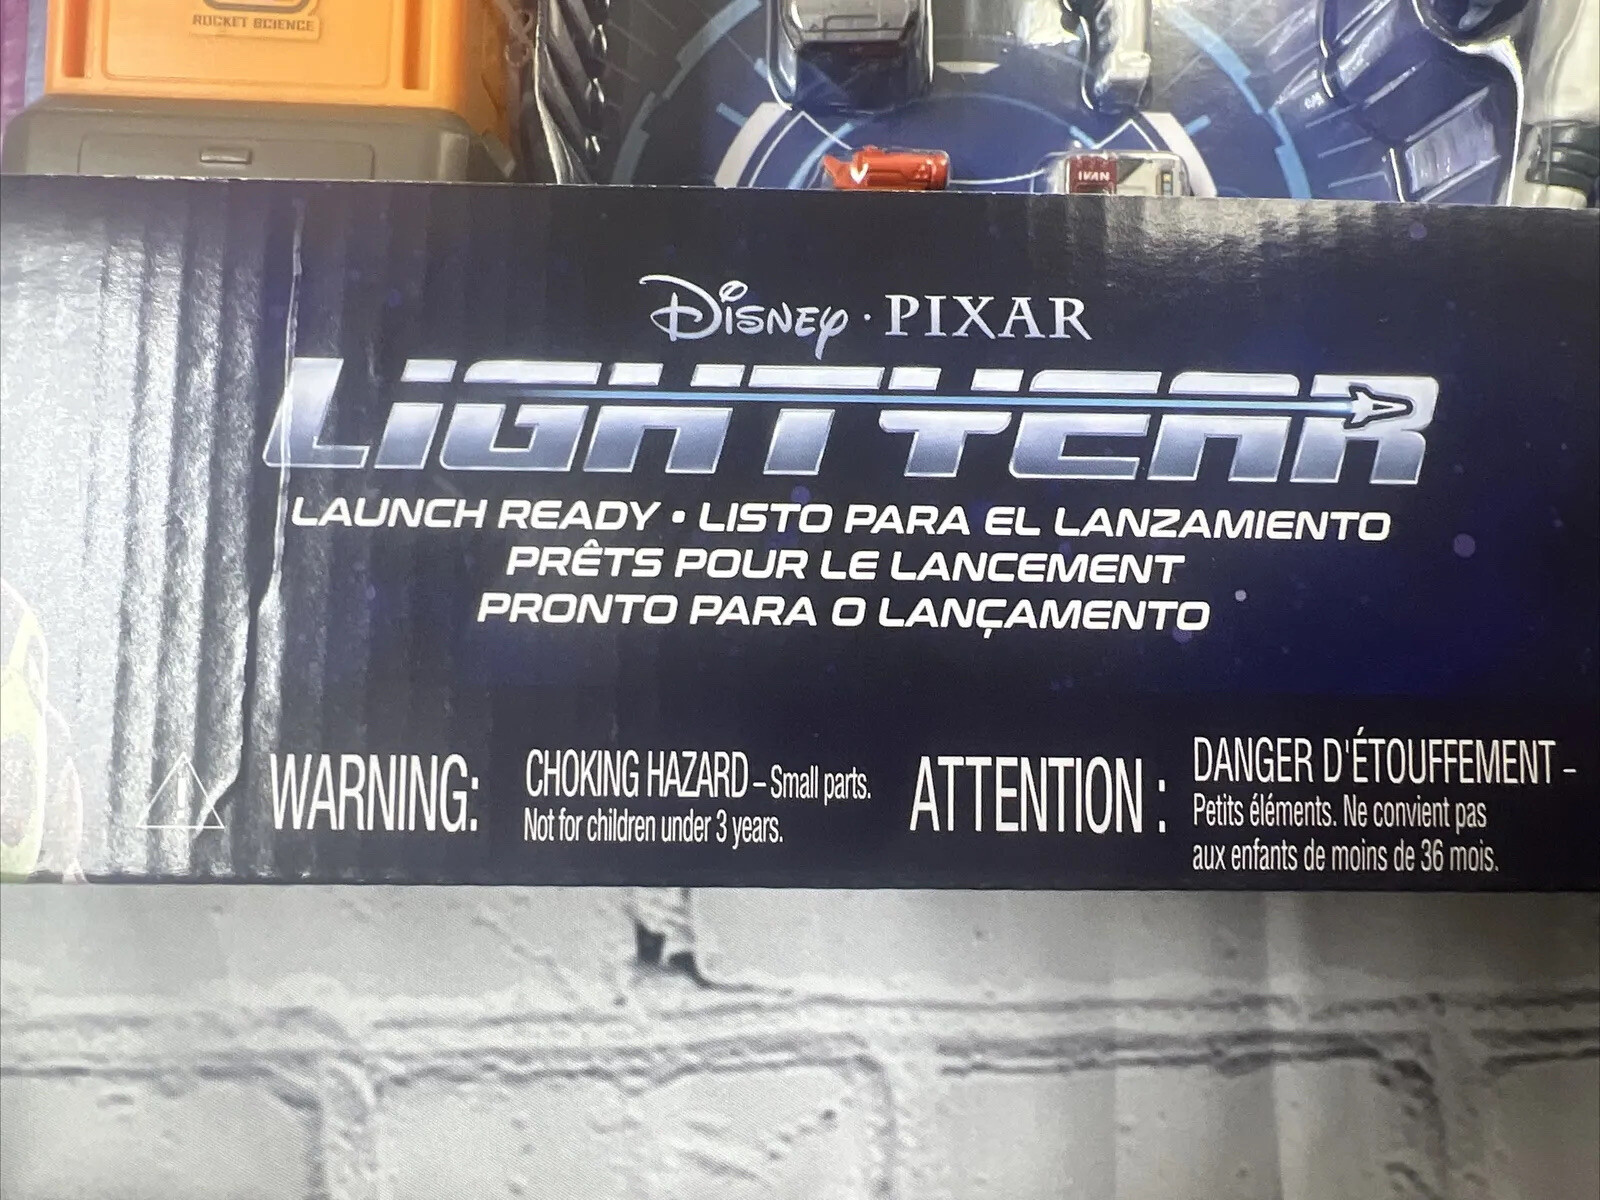 ROCKET SCIENCE
IVAN
Disney · PIXAR
LiGHTYEAR
LAUNCH READY • LISTO PARA EL LANZAMIENTO
PRÊTS POUR LE LANCEMENT
PRONTO PARA O LANÇAMENTO
WARNING: CHOKING HAZARD – Small parts.
Not for children under 3 years.
ATTENTION : DANGER D'ÉTOUFFEMENT –
Petits éléments. Ne convient pas
aux enfants de moins de 36 mois.